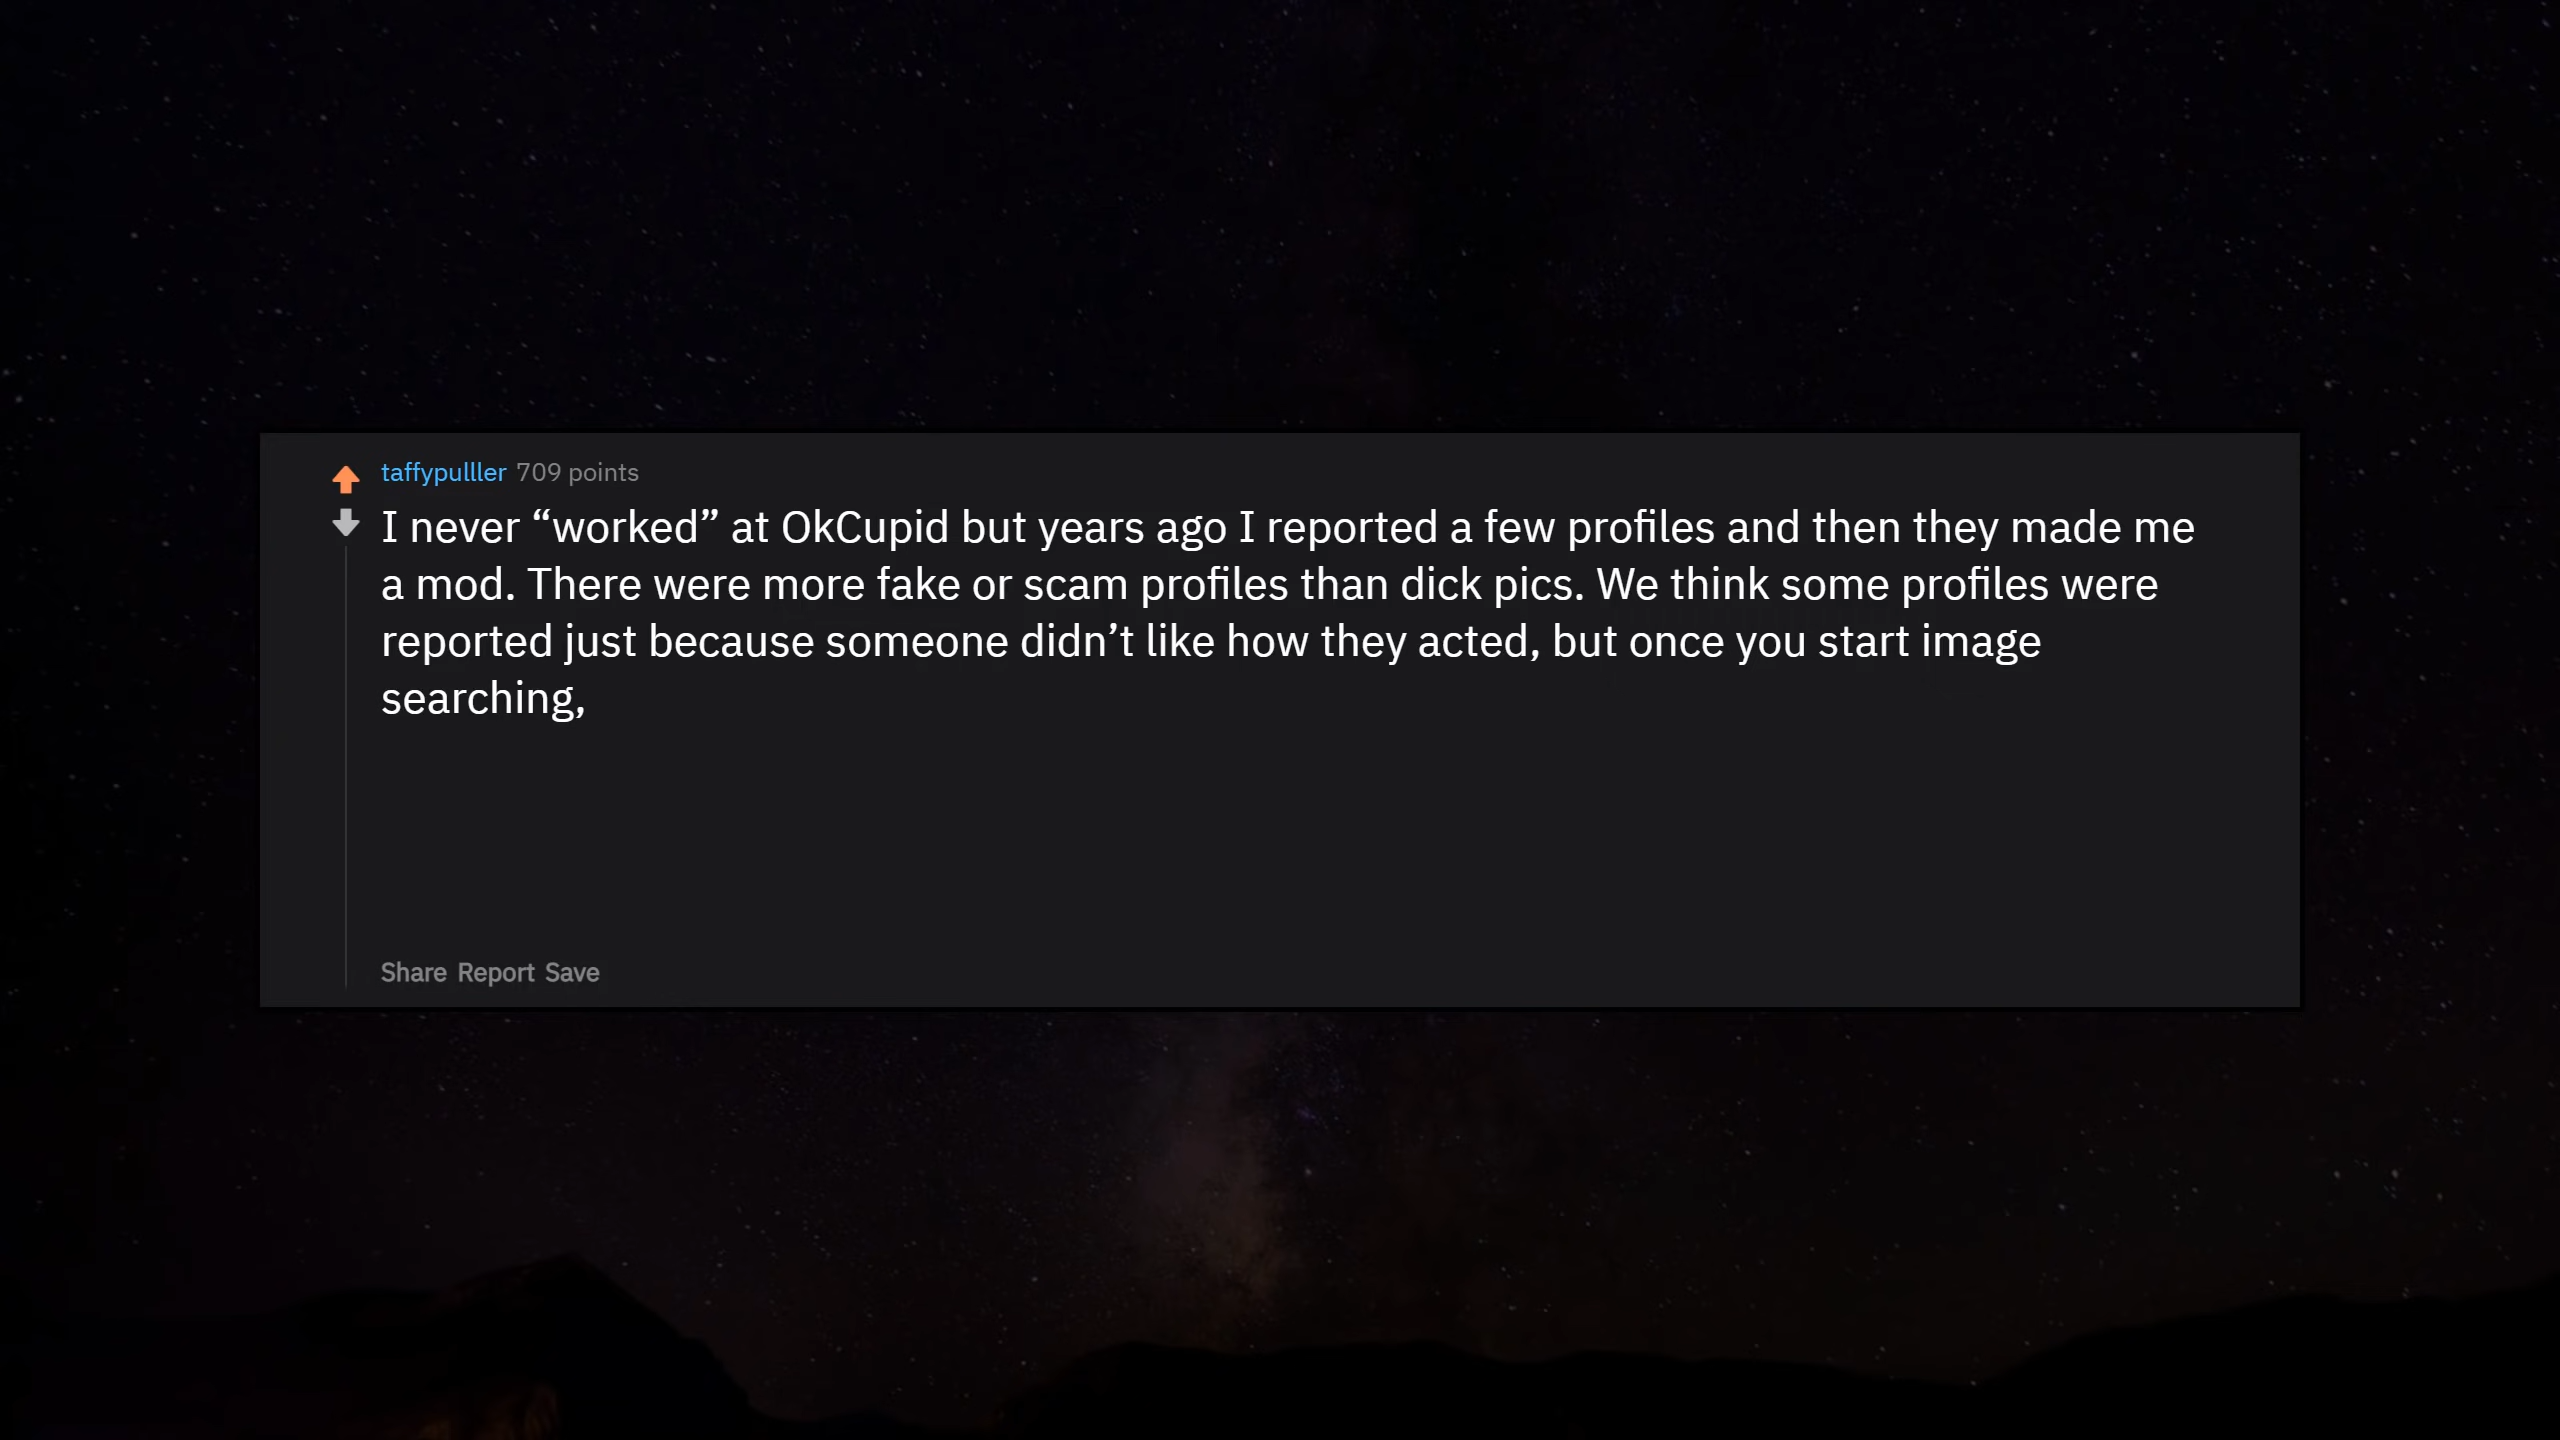 taffypulller 709 points
I never “worked” at OkCupid but years ago I reported a few profiles and then they made me
a mod. There were more fake or scam profiles than dick pics. We think some profiles were
reported just because someone didn’t like how they acted, but once you start image
searching,
Share Report Save